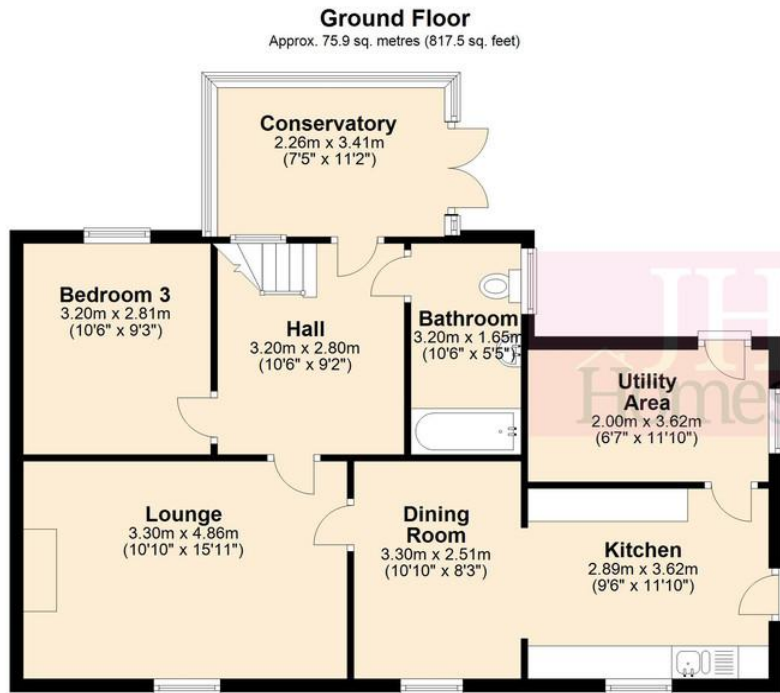 Ground Floor
Approx. 75.9 sq. metres (817.5 sq. feet)
Conservatory
2.26m x 3.41m
(7'5" x 11'2")
Bedroom 3
3.20m x 2.81m
(10'6" x 9'3")
Hall
3.20m x 2.80m
(10'6" x 9'2")
Bathroom
3.20m x 1.65m
(10'6" x 5'5")
JH
Homes
Utility
Area
2.00m x 3.62m
(6'7" x 11'10")
Lounge
3.30m x 4.86m
(10'10" x 15'11")
Dining
Room
3.30m x 2.51m
(10'10" x 8'3")
Kitchen
2.89m x 3.62m
(9'6" x 11'10")